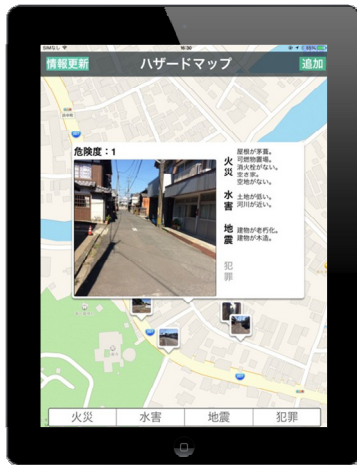 SIMなし
16:30
情報更新
ハザードマップ
追加
危険度：1
火災
屋根が茅葺。
可燃物置場。
消火栓がない。
空き家。
空地がない。
水害
土地が低い。
河川が近い。
地震
建物が老朽化。
建物が木造。
犯罪
火災
水害
地震
犯罪